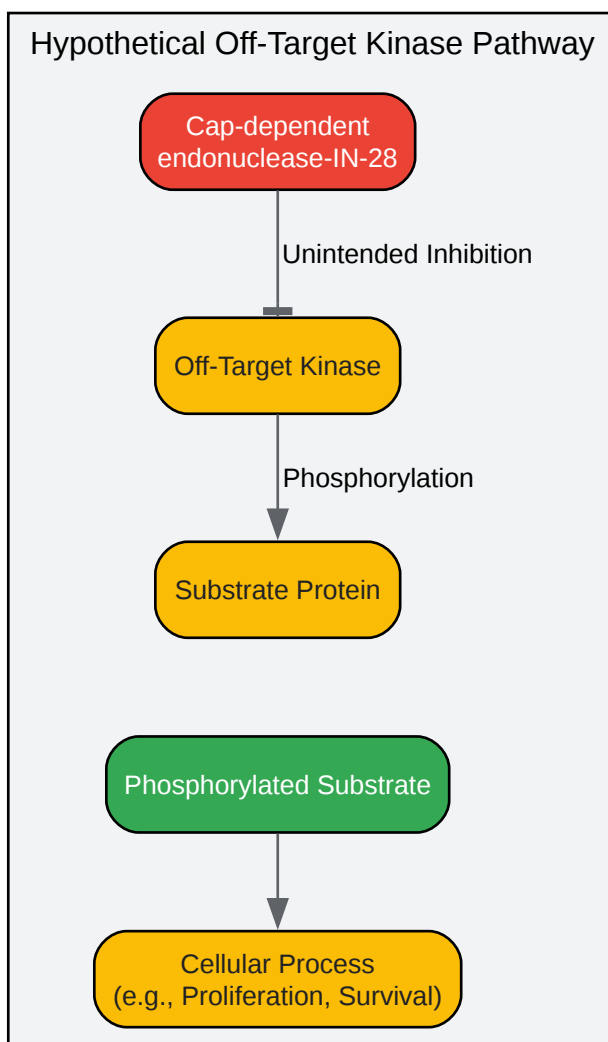 Hypothetical Off-Target Kinase Pathway
Cap-dependent
endonuclease-IN-28
Unintended Inhibition
Off-Target Kinase
Phosphorylation
Substrate Protein
Phosphorylated Substrate
Cellular Process
(e.g., Proliferation, Survival)